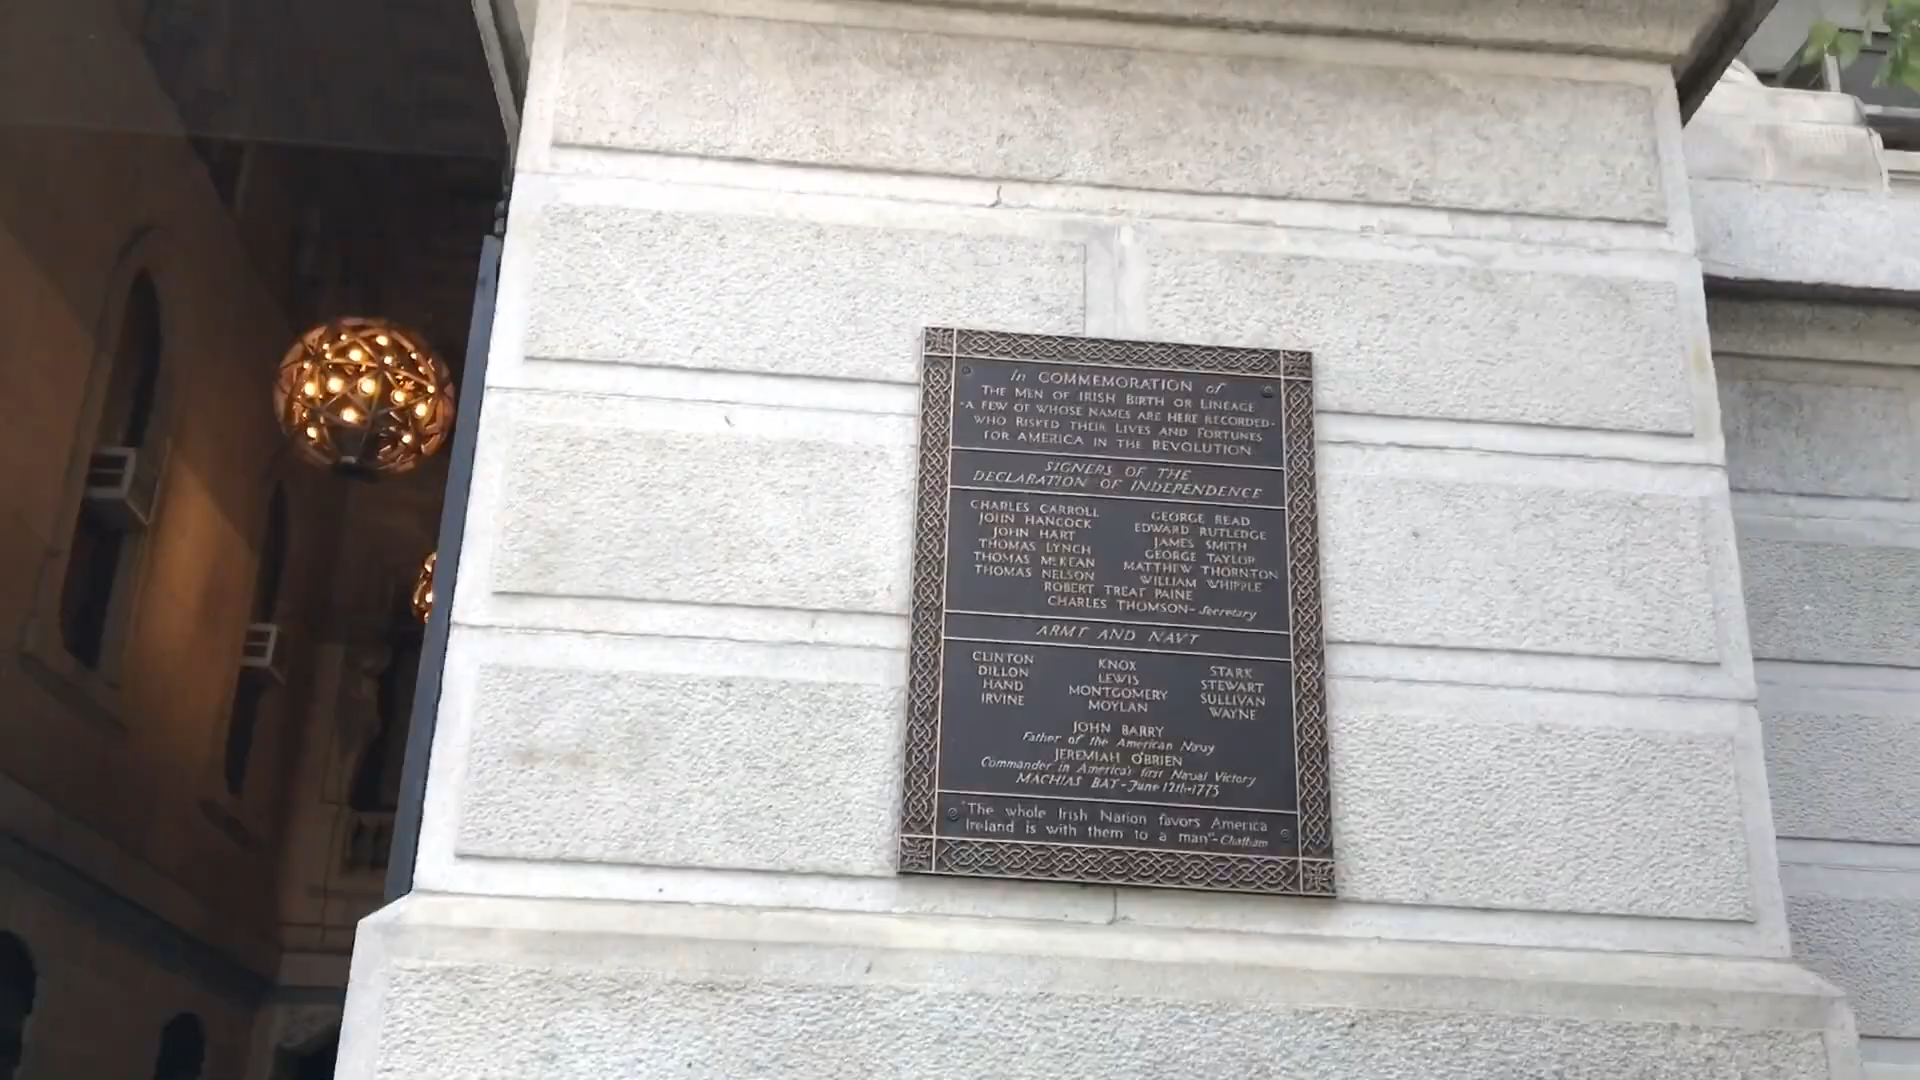 In COMMEMORATION of
THE MEN OF IRISH BIRTH OR LINEAGE
-A FEW OF WHOSE NAMES ARE HERE RECORDED-
WHO RISKED THEIR LIVES AND FORTUNES
FOR AMERICA IN THE REVOLUTION
SIGNERS OF THE
DECLARATION OF INDEPENDENCE
CHARLES CARROLL
JOHN HANCOCK
JOHN HART
THOMAS LYNCH
THOMAS McKEAN
THOMAS NELSON
GEORGE READ
EDWARD RUTLEDGE
JAMES SMITH
GEORGE TAYLOR
MATTHEW THORNTON
WILLIAM WHIPPLE
ROBERT TREAT PAINE
CHARLES THOMSON-Secretary
ARMY AND NAVY
CLINTON
DILLON
HAND
IRVINE
KNOX
LEWIS
MONTGOMERY
MOYLAN
STARK
STEWART
SULLIVAN
WAYNE
JOHN BARRY
Father of the American Navy
JEREMIAH O'BRIEN
Commander in America's first Naval Victory
MACHIAS BAY-June 12th-1775
"The whole Irish Nation favors America
Ireland is with them to a man"-Chatham